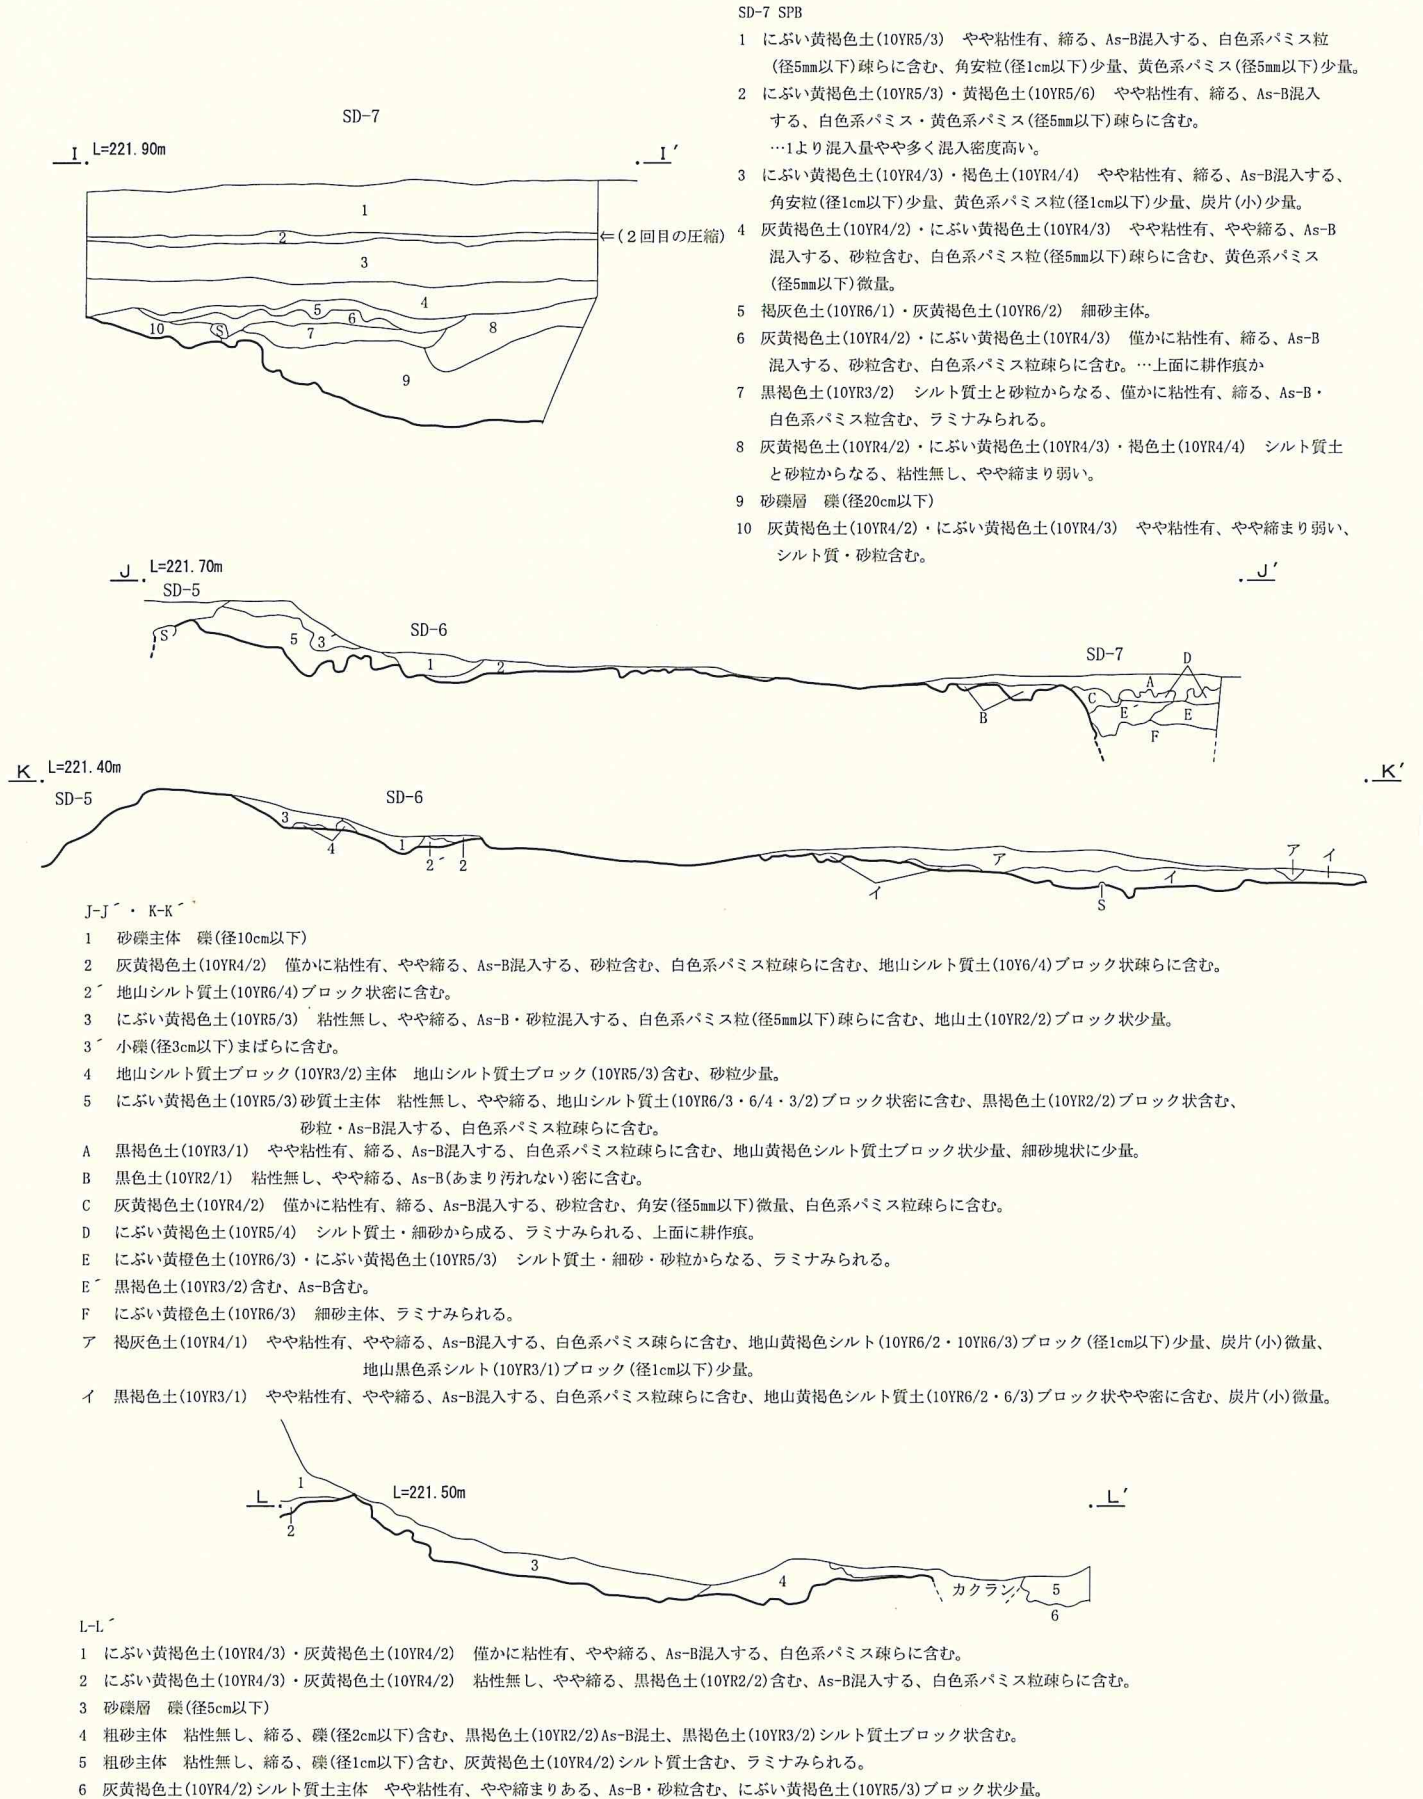 SD-7 SPB
1　にぶい黄褐色土(10YR5/3)　やや粘性有、締る、As-B混入する、白色系パミス粒
(径5mm以下)疎らに含む、角安粒(径1cm以下)少量、黄色系パミス(径5mm以下)少量。
2　にぶい黄褐色土(10YR5/3)・黄褐色土(10YR5/6)　やや粘性有、締る、As-B混入
する、白色系パミス・黄色系パミス(径5mm以下)疎らに含む。
…1より混入量やや多く混入密度高い。
3　にぶい黄褐色土(10YR4/3)・褐色土(10YR4/4)　やや粘性有、締る、As-B混入する、
角安粒(径1cm以下)少量、黄色系パミス粒(径1cm以下)少量、炭片(小)少量。
4　灰黄褐色土(10YR4/2)・にぶい黄褐色土(10YR4/3)　やや粘性有、やや締る、As-B
混入する、砂粒含む、白色系パミス粒(径5mm以下)疎らに含む、黄色系パミス
(径5mm以下)微量。
5　褐灰色土(10YR6/1)・灰黄褐色土(10YR6/2)　細砂主体。
6　灰黄褐色土(10YR4/2)・にぶい黄褐色土(10YR4/3)　僅かに粘性有、締る、As-B
混入する、砂粒含む、白色系パミス粒疎らに含む。…上面に耕作痕か
7　黒褐色土(10YR3/2)　シルト質土と砂粒からなる、僅かに粘性有、締る、As-B・
白色系パミス粒含む、ラミナみられる。
8　灰黄褐色土(10YR4/2)・にぶい黄褐色土(10YR4/3)・褐色土(10YR4/4)　シルト質土
と砂粒からなる、粘性無し、やや締まり弱い。
9　砂礫層　礫(径20cm以下)
10　灰黄褐色土(10YR4/2)・にぶい黄褐色土(10YR4/3)　やや粘性有、やや締まり弱い、
シルト質・砂粒含む。
SD-7
I　L=221.90m　I′
1
2　⇐(２回目の圧縮)
3
4
5
6
7
8
10　S
9
J　L=221.70m　J′
SD-5
SD-6
SD-7
S　5　3´　1　2　B　C　A　D　E´　E　F
K　L=221.40m　K′
SD-5
SD-6
3　4　1　2´　2　イ　ア　イ　S　ア　イ
J-J´・K-K´
1　砂礫主体　礫(径10cm以下)
2　灰黄褐色土(10YR4/2)　僅かに粘性有、やや締る、As-B混入する、砂粒含む、白色系パミス粒疎らに含む、地山シルト質土(10Y6/4)ブロック状疎らに含む。
2´　地山シルト質土(10YR6/4)ブロック状密に含む。
3　にぶい黄褐色土(10YR5/3)　粘性無し、やや締る、As-B・砂粒混入する、白色系パミス粒(径5mm以下)疎らに含む、地山土(10YR2/2)ブロック状少量。
3´　小礫(径3cm以下)まばらに含む。
4　地山シルト質土ブロック(10YR3/2)主体　地山シルト質土ブロック(10YR5/3)含む、砂粒少量。
5　にぶい黄褐色土(10YR5/3)砂質土主体　粘性無し、やや締る、地山シルト質土(10YR6/3・6/4・3/2)ブロック状密に含む、黒褐色土(10YR2/2)ブロック状含む、
砂粒・As-B混入する、白色系パミス粒疎らに含む。
A　黒褐色土(10YR3/1)　やや粘性有、締る、As-B混入する、白色系パミス粒疎らに含む、地山黄褐色シルト質土ブロック状少量、細砂塊状に少量。
B　黒色土(10YR2/1)　粘性無し、やや締る、As-B(あまり汚れない)密に含む。
C　灰黄褐色土(10YR4/2)　僅かに粘性有、締る、As-B混入する、砂粒含む、角安(径5mm以下)微量、白色系パミス粒疎らに含む。
D　にぶい黄褐色土(10YR5/4)　シルト質土・細砂から成る、ラミナみられる、上面に耕作痕。
E　にぶい黄橙色土(10YR6/3)・にぶい黄褐色土(10YR5/3)　シルト質土・細砂・砂粒からなる、ラミナみられる。
E´　黒褐色土(10YR3/2)含む、As-B含む。
F　にぶい黄橙色土(10YR6/3)　細砂主体、ラミナみられる。
ア　褐灰色土(10YR4/1)　やや粘性有、やや締る、As-B混入する、白色系パミス疎らに含む、地山黄褐色シルト(10YR6/2・10YR6/3)ブロック(径1cm以下)少量、炭片(小)微量、
地山黒色系シルト(10YR3/1)ブロック(径1cm以下)少量。
イ　黒褐色土(10YR3/1)　やや粘性有、やや締る、As-B混入する、白色系パミス粒疎らに含む、地山黄褐色シルト質土(10YR6/2・6/3)ブロック状やや密に含む、炭片(小)微量。
L　L=221.50m　L′
1　2　3　4　カクラン　5　6
L-L´
1　にぶい黄褐色土(10YR4/3)・灰黄褐色土(10YR4/2)　僅かに粘性有、やや締る、As-B混入する、白色系パミス疎らに含む。
2　にぶい黄褐色土(10YR4/3)・灰黄褐色土(10YR4/2)　粘性無し、やや締る、黒褐色土(10YR2/2)含む、As-B混入する、白色系パミス粒疎らに含む。
3　砂礫層　礫(径5cm以下)
4　粗砂主体　粘性無し、締る、礫(径2cm以下)含む、黒褐色土(10YR2/2)As-B混土、黒褐色土(10YR3/2)シルト質土ブロック状含む。
5　粗砂主体　粘性無し、締る、礫(径1cm以下)含む、灰黄褐色土(10YR4/2)シルト質土含む、ラミナみられる。
6　灰黄褐色土(10YR4/2)シルト質土主体　やや粘性有、やや締まりある、As-B・砂粒含む、にぶい黄褐色土(10YR5/3)ブロック状少量。